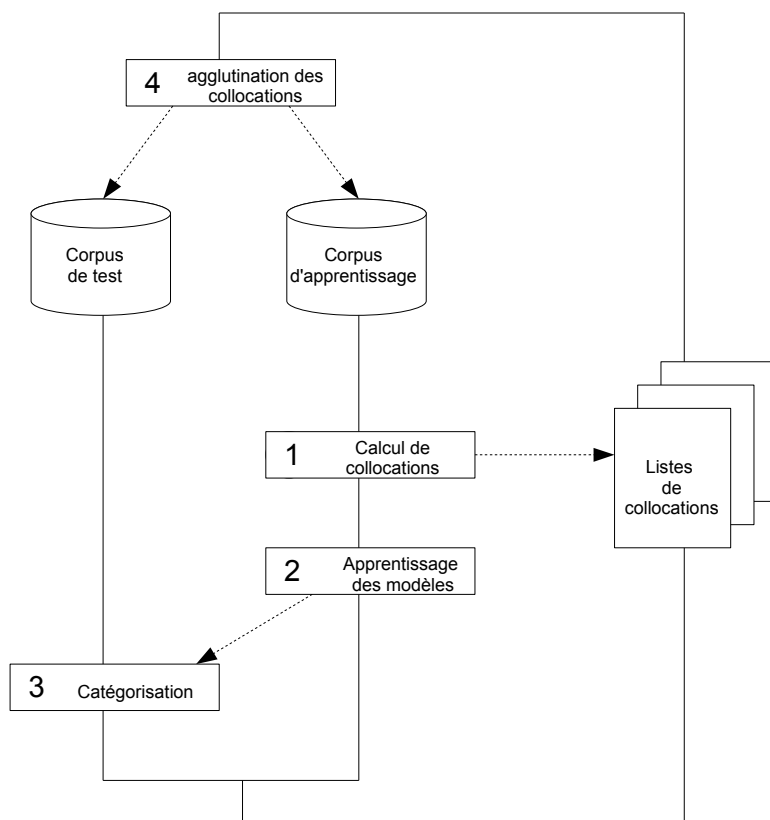 4 agglutination des
collocations
Corpus
de test
Corpus
d'apprentissage
1 Calcul de
collocations
Listes
de
collocations
2 Apprentissage
des modèles
3 Catégorisation